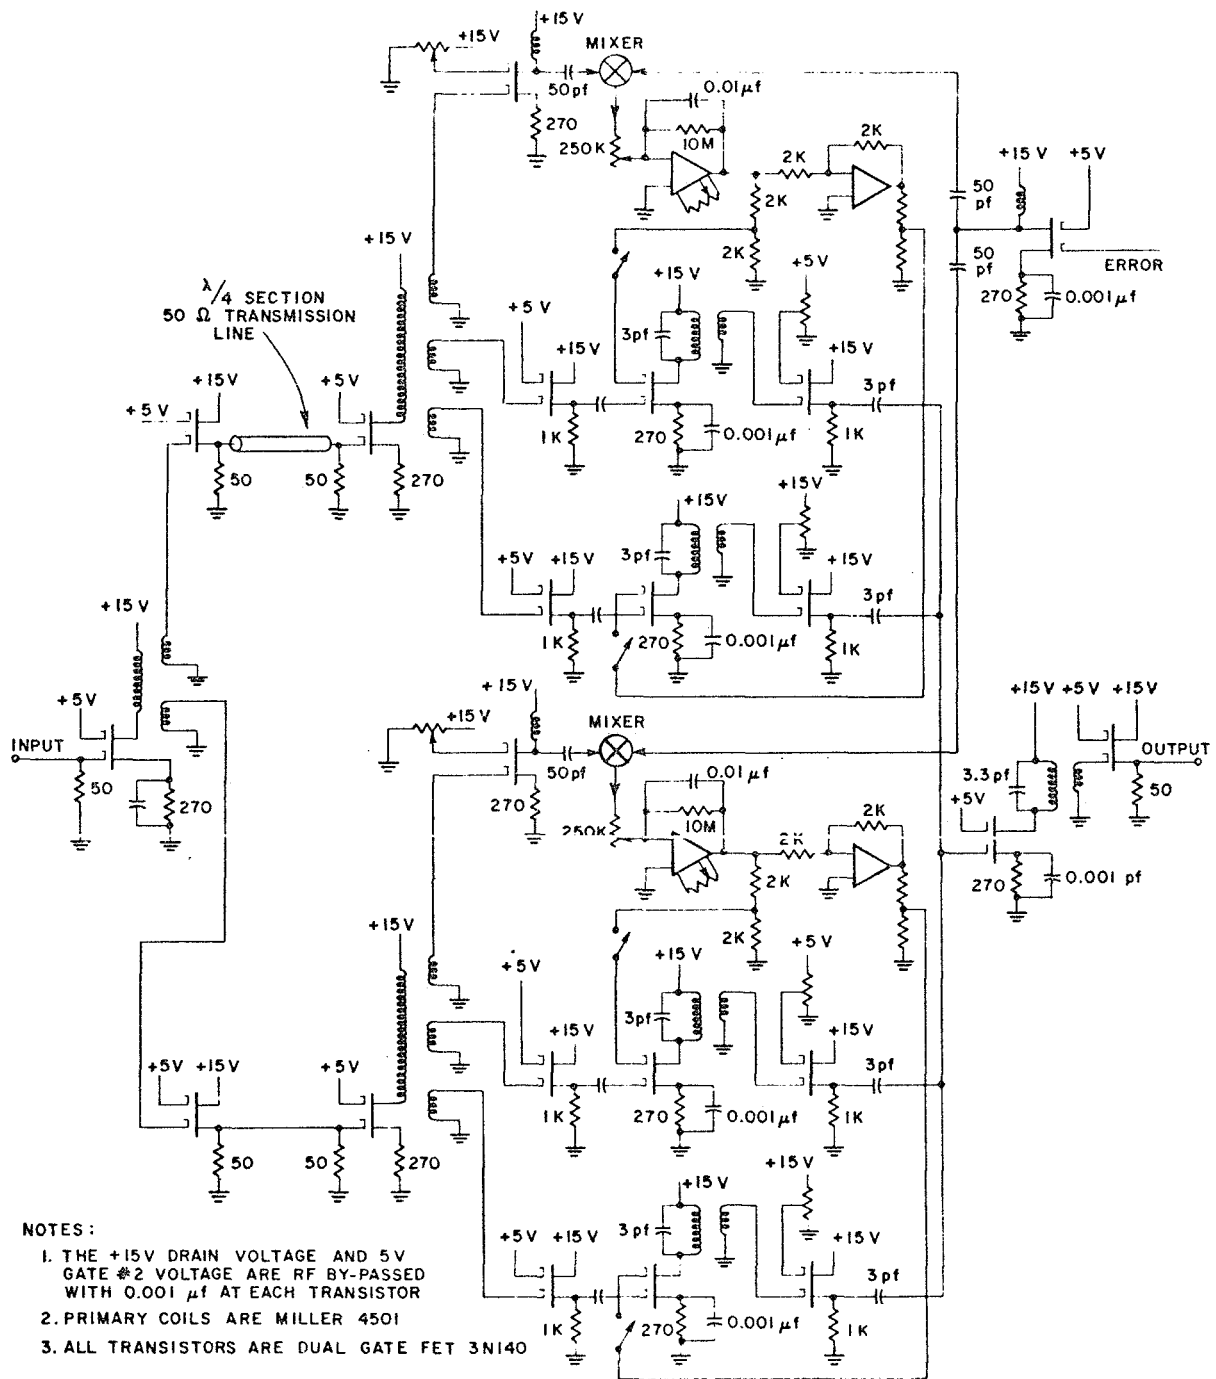 +15V
+15V
MIXER
50pf
0.01µf
270
250K
10M
2K
2K
2K
2K
+15V
+5V
50
pf
50
pf
ERROR
270
0.001µf
+15V
λ/4 SECTION
50 Ω TRANSMISSION
LINE
+15V
+5V
+5V
+15V
3pf
+5V
+15V
3pf
+5V
+15V
+5V
50
50
270
1K
270
0.001µf
1K
+15V
+15V
3pf
+5V
+15V
+15V
3pf
1K
270
0.001µf
1K
+15V
+5V
INPUT
50
270
+15V
+15V
MIXER
50pf
0.01µf
270
250K
10M
2K
2K
2K
2K
+15V
+5V
+15V
OUTPUT
3.3pf
50
+5V
270
0.001 pf
+15V
+5V
+15V
+5V
+15V
3pf
+15V
3pf
+5V
+15V
+5V
50
50
270
1K
270
0.001µf
1K
+15V
+15V
3pf
+5V
+15V
+15V
3pf
1K
270
0.001µf
1K
NOTES:
1. THE +15V DRAIN VOLTAGE AND 5V
GATE #2 VOLTAGE ARE RF BY-PASSED
WITH 0.001 µf AT EACH TRANSISTOR
2. PRIMARY COILS ARE MILLER 4501
3. ALL TRANSISTORS ARE DUAL GATE FET 3N140